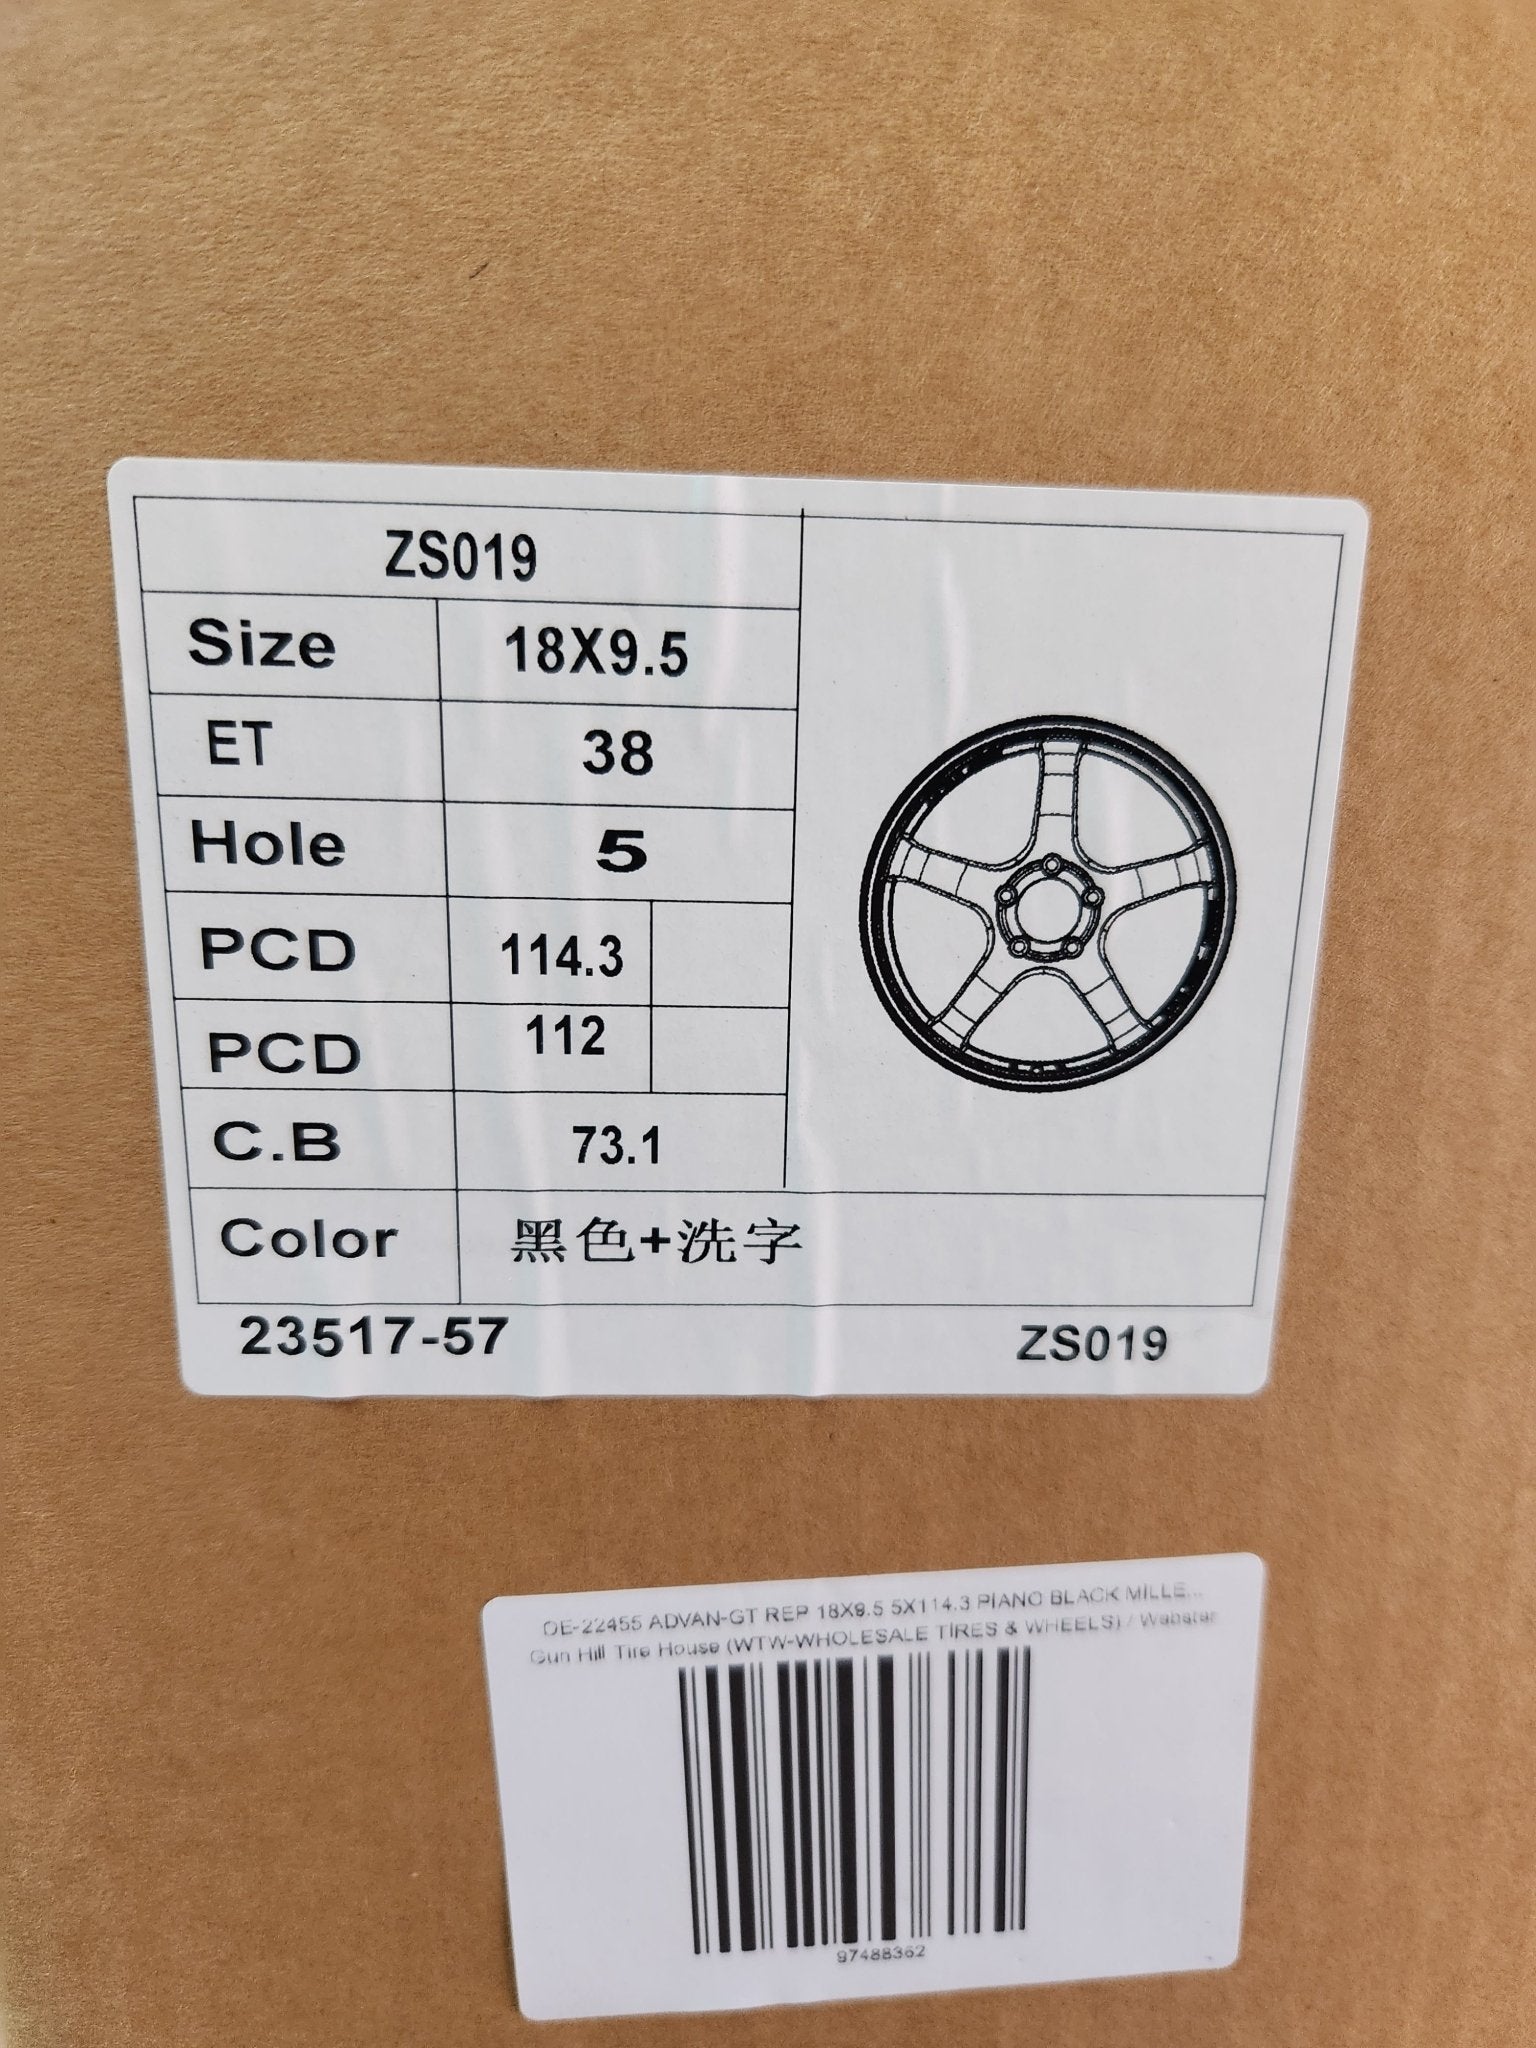 ZS019
Size 18X9.5
ET 38
Hole 5
PCD 114.3
PCD 112
C.B 73.1
Color 黑色+洗字
23517-57 ZS019
OE-22455 ADVAN-GT REP 18X9.5 5X114.3 PIANO BLACK MILLE...
Gun Hill Tire House (WTW-WHOLESALE TIRES & WHEELS) / Webster
97488362